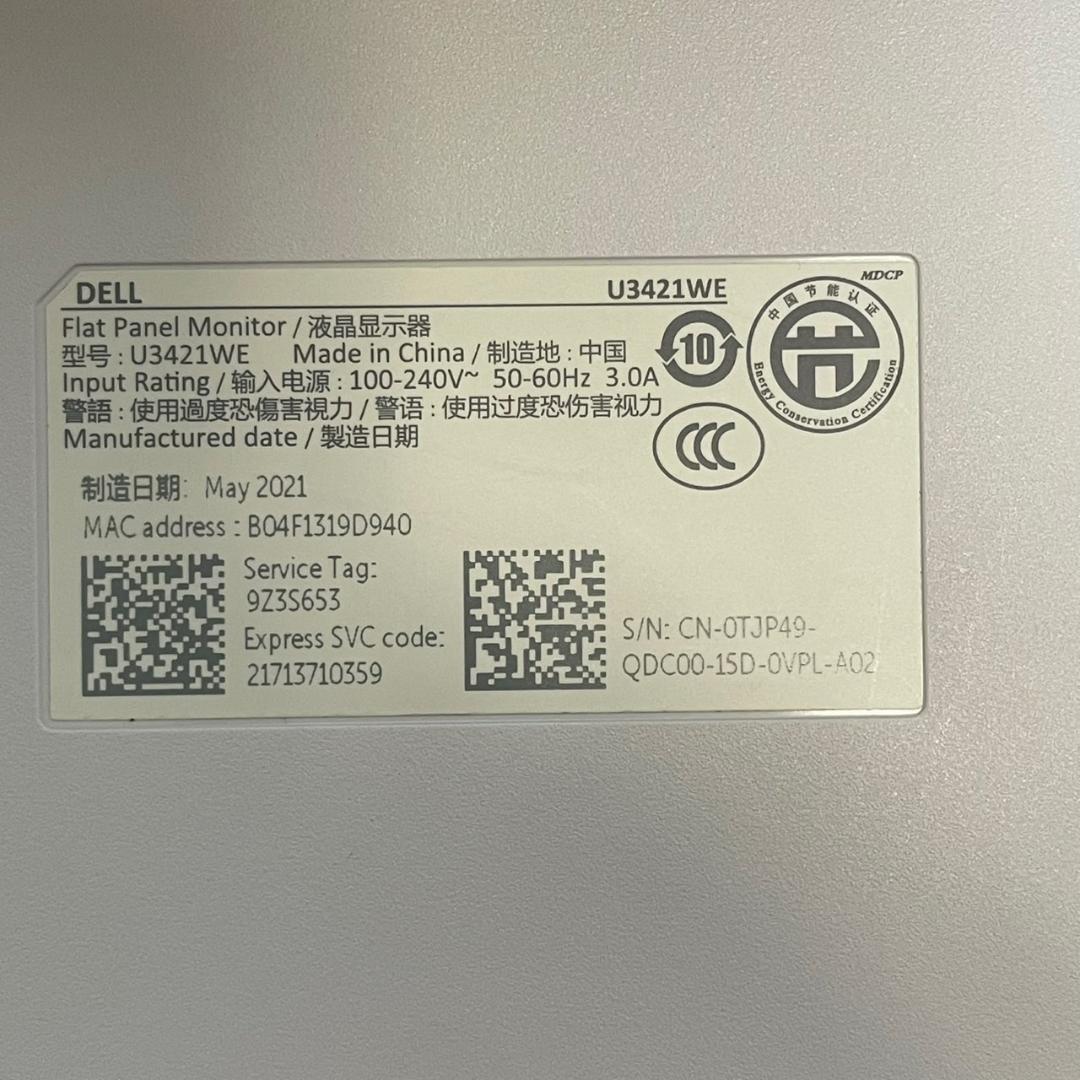 DELL U3421WE
MDCP
Flat Panel Monitor / 液晶显示器
型号 : U3421WE Made in China / 制造地 : 中国
Input Rating / 输入电源 : 100-240V~ 50-60Hz 3.0A
警語 : 使用過度恐傷害視力 / 警语 : 使用过度恐伤害视力
Manufactured date / 製造日期
10
中国节能认证
Energy Conservation Certification
CCC
制造日期: May 2021
MAC address : B04F1319D940
Service Tag:
9Z3S653
Express SVC code:
21713710359
S/N: CN-0TJP49-
QDC00-15D-0VPL-A02